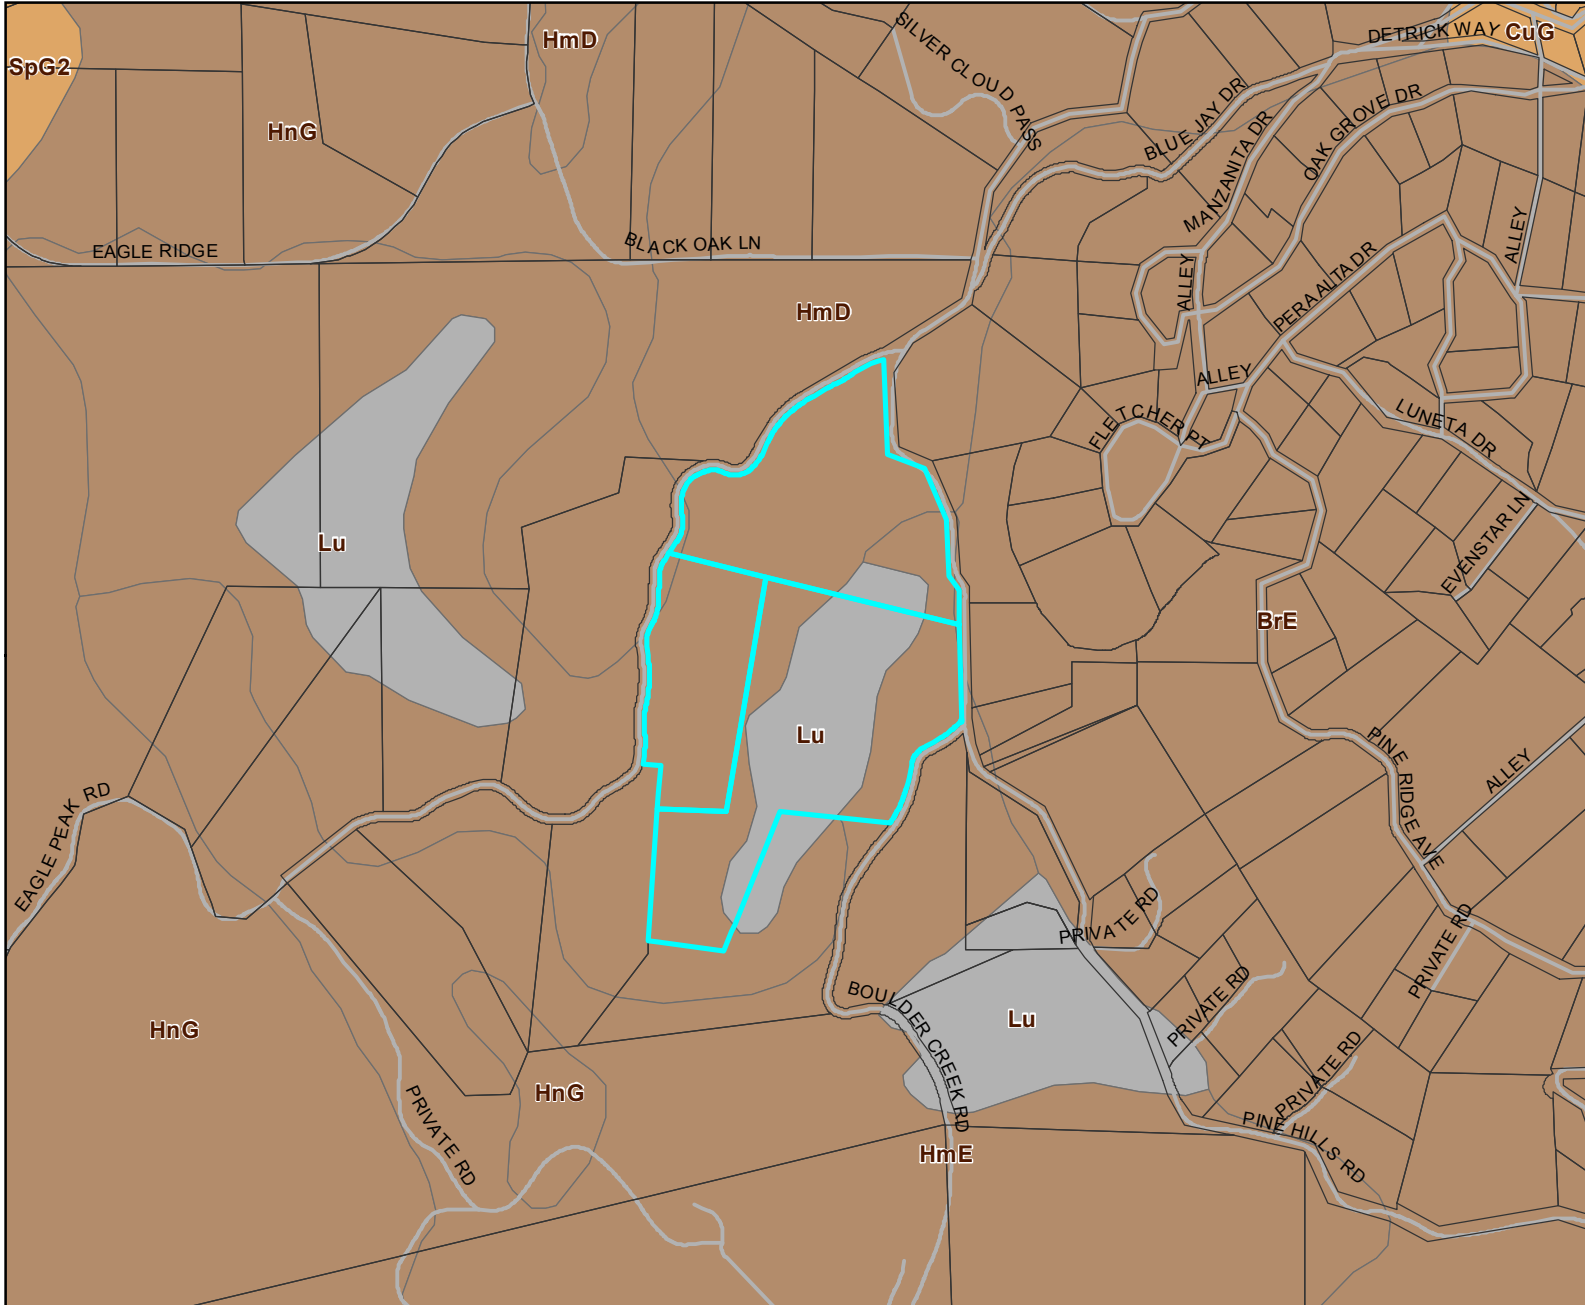 SILVER CLOUD PASS
DETRICK WAY
CuG
HmD
SpG2
BLUE JAY DR
MANZANITA DR
OAK GROVE DR
HnG
EAGLE RIDGE
BLACK OAK LN
ALLEY
ALLEY
PERAALTA DR
HmD
ALLEY
FLETCHER PT
LUNETA DR
Lu
EVENSTAR LN
BrE
Lu
PINE RIDGE AVE
ALLEY
EAGLE PEAK RD
PRIVATE RD
PRIVATE RD
BOULDER CREEK RD
Lu
PRIVATE RD
HnG
PRIVATE RD
HnG
PRIVATE RD
PINE HILLS RD
HmE